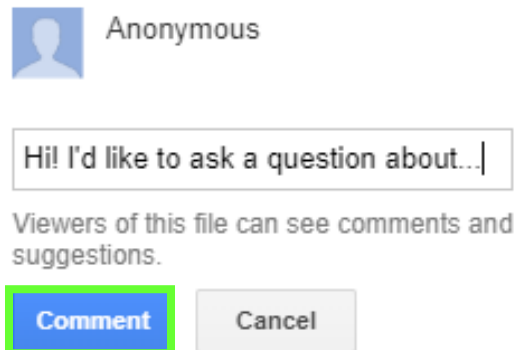 Anonymous
Hi! I'd like to ask a question about...
Viewers of this file can see comments and
suggestions.
Comment Cancel